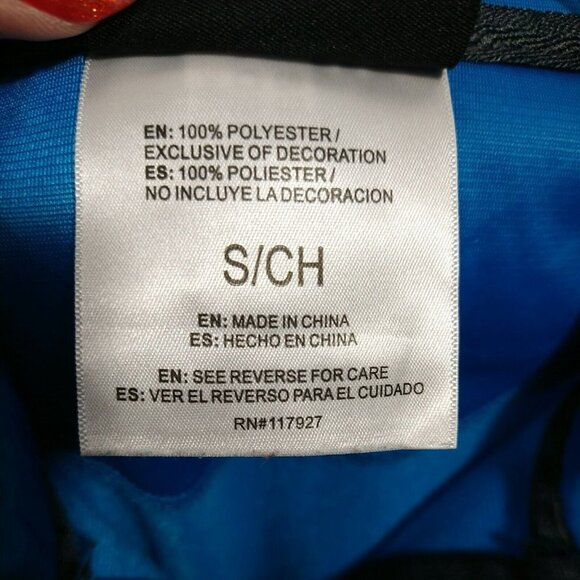 EN: 100% POLYESTER /
EXCLUSIVE OF DECORATION
ES: 100% POLIESTER /
NO INCLUYE LA DECORACION
S/CH
EN: MADE IN CHINA
ES: HECHO EN CHINA
EN: SEE REVERSE FOR CARE
ES: VER EL REVERSO PARA EL CUIDADO
RN#117927